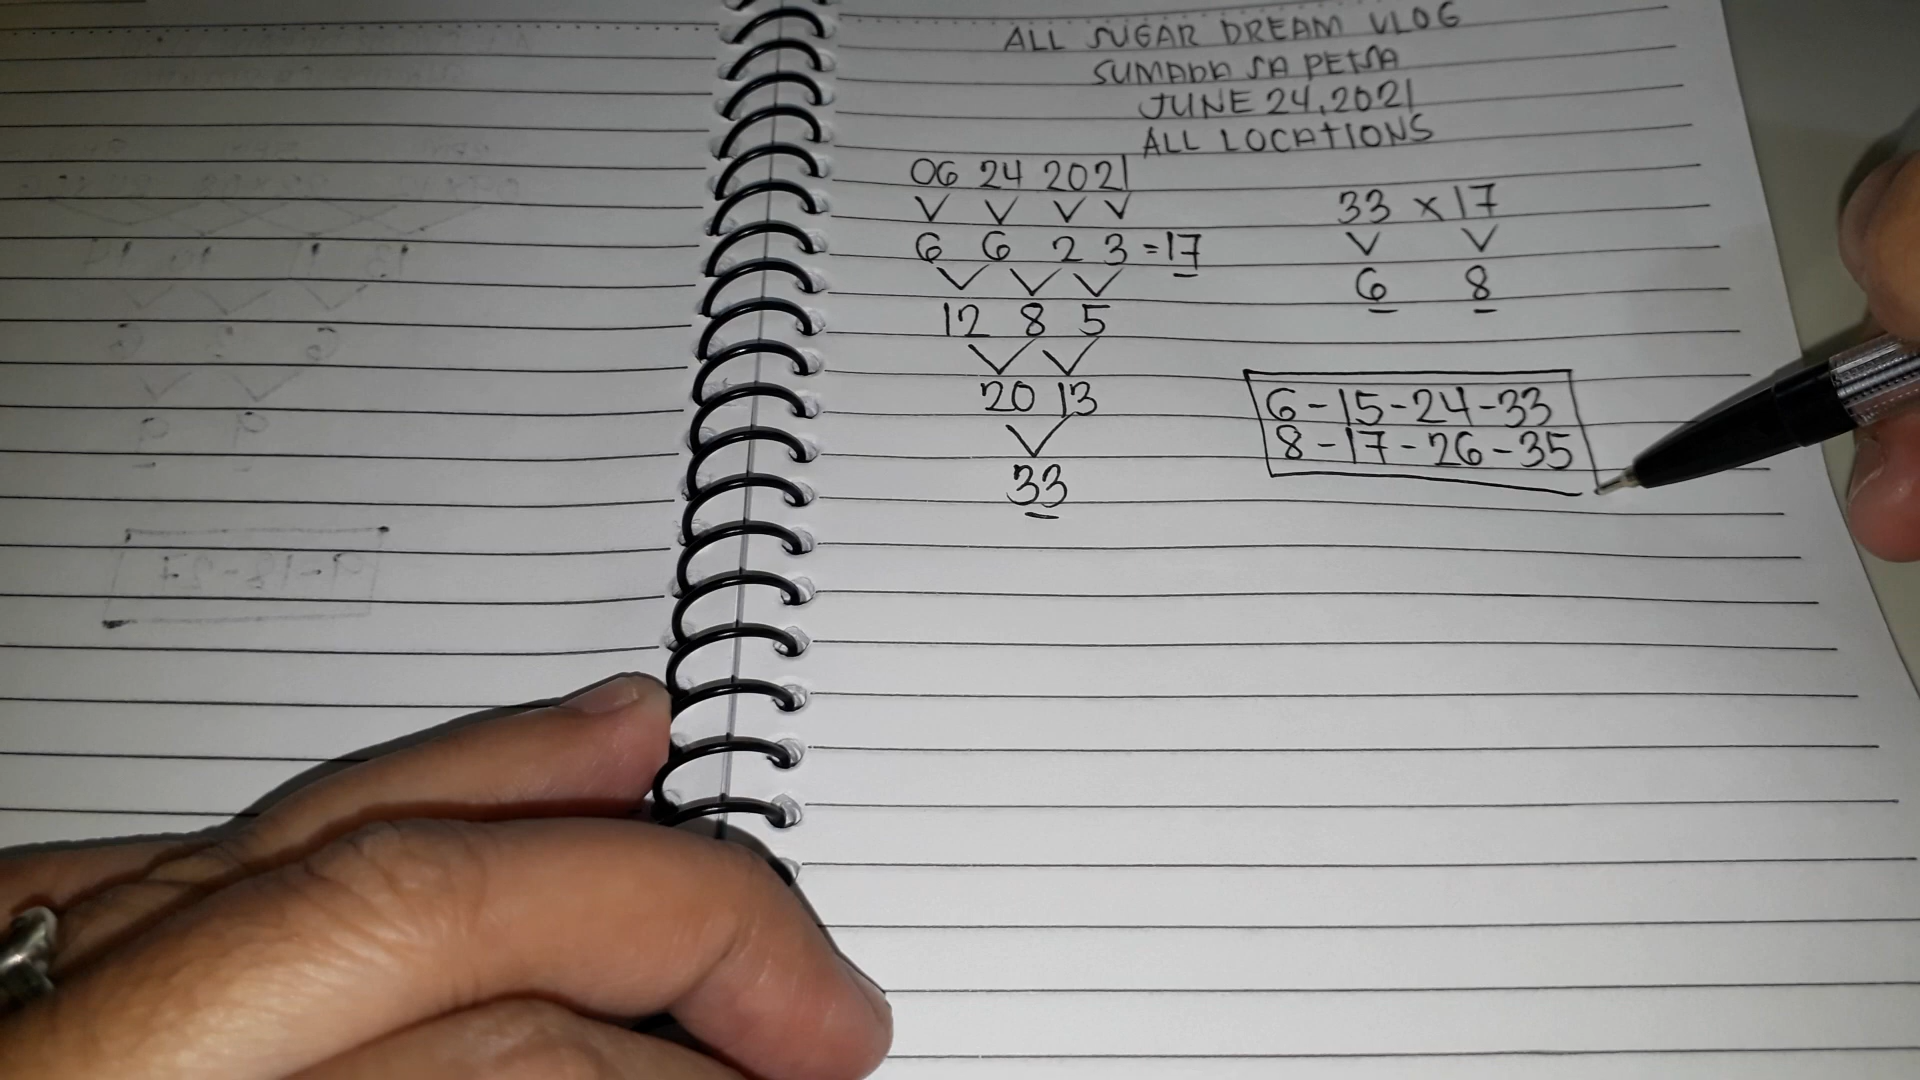 ALL SUGAR DREAM VLOG
SUMADA SA PETSA
JUNE 24, 2021
ALL LOCATIONS
06 24 2021
6 6 2 3 = 17
12 8 5
20 13
33
33 x 17
6 8
6-15-24-33
8-17-26-35